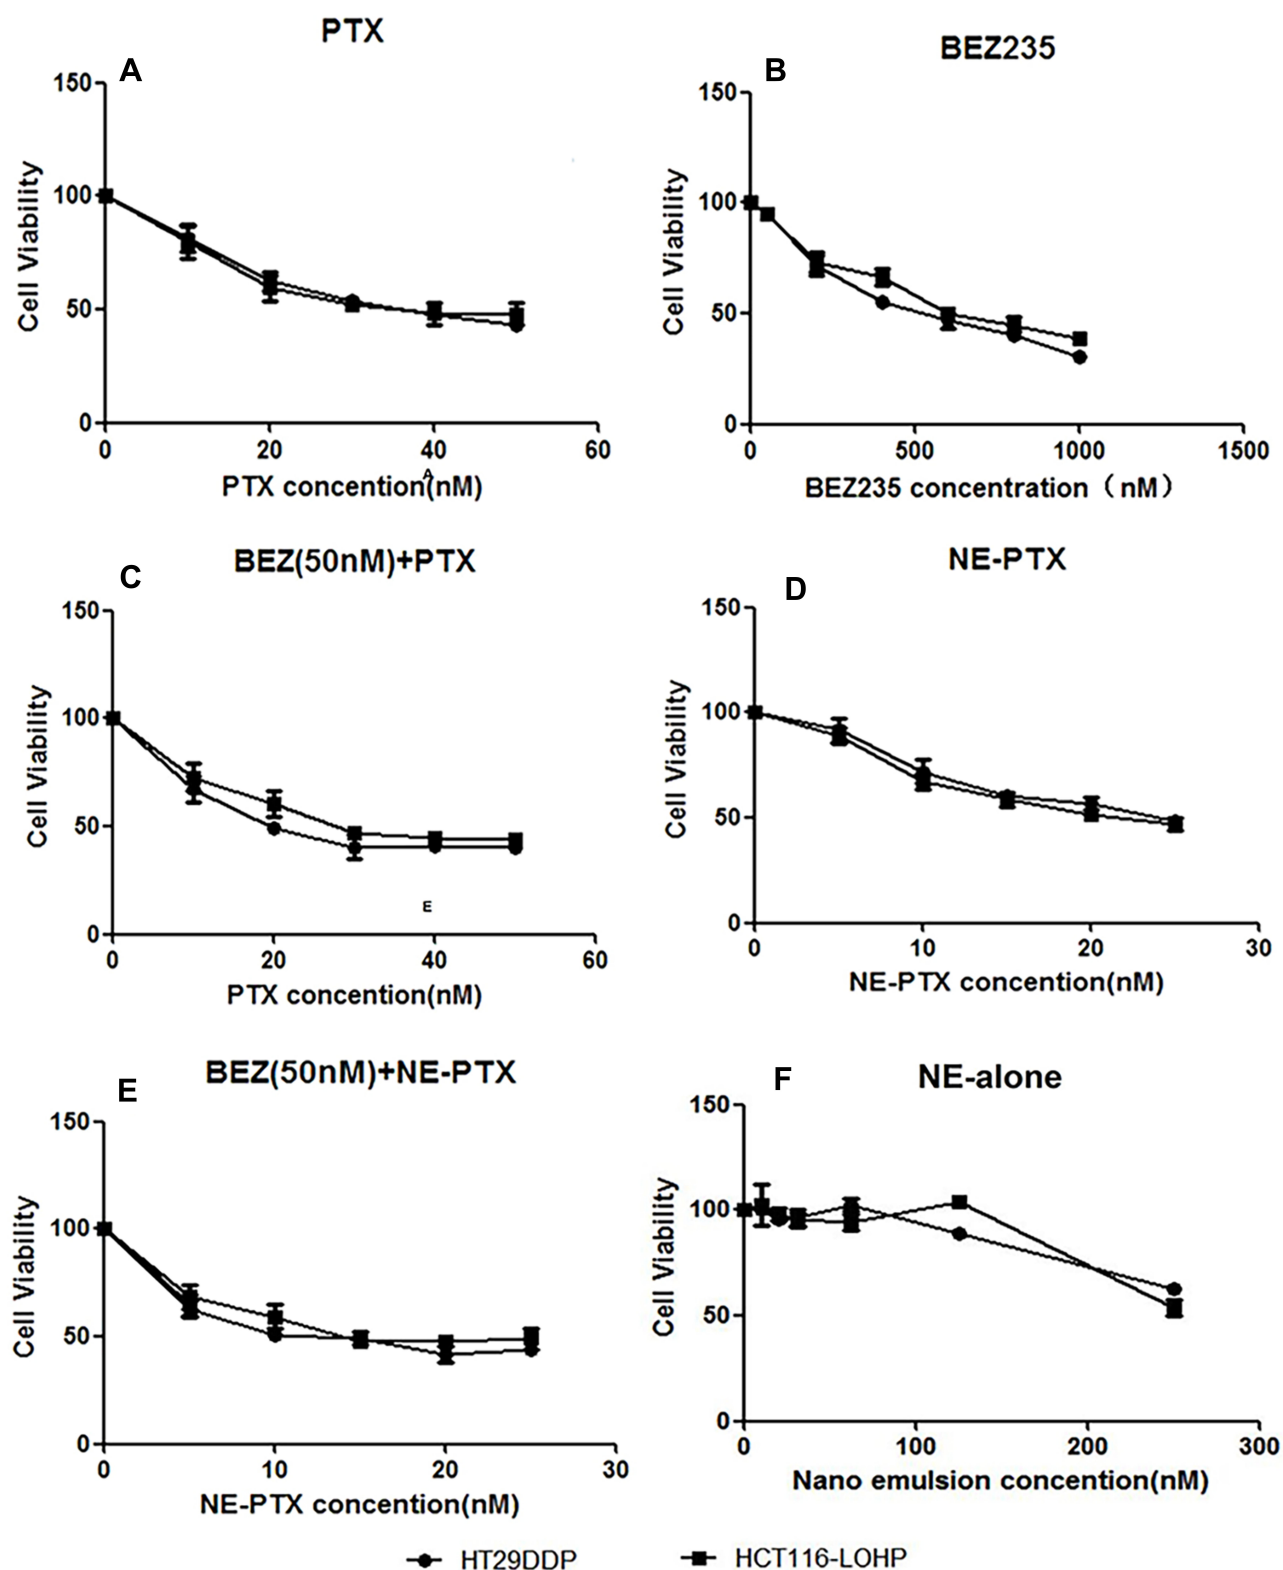 PTX
A
150
100
50
0
Cell Viability
0 20 40 60
A
PTX concention(nM)
BEZ235
B
150
100
50
0
Cell Viability
0 500 1000 1500
BEZ235 concentration（nM）
BEZ(50nM)+PTX
C
150
100
50
0
Cell Viability
E
0 20 40 60
PTX concention(nM)
NE-PTX
D
150
100
50
0
Cell Viability
0 10 20 30
NE-PTX concention(nM)
BEZ(50nM)+NE-PTX
E
150
100
50
0
Cell Viability
0 10 20 30
NE-PTX concention(nM)
NE-alone
F
150
100
50
0
Cell Viability
0 100 200 300
Nano emulsion concention(nM)
HT29DDP HCT116-LOHP